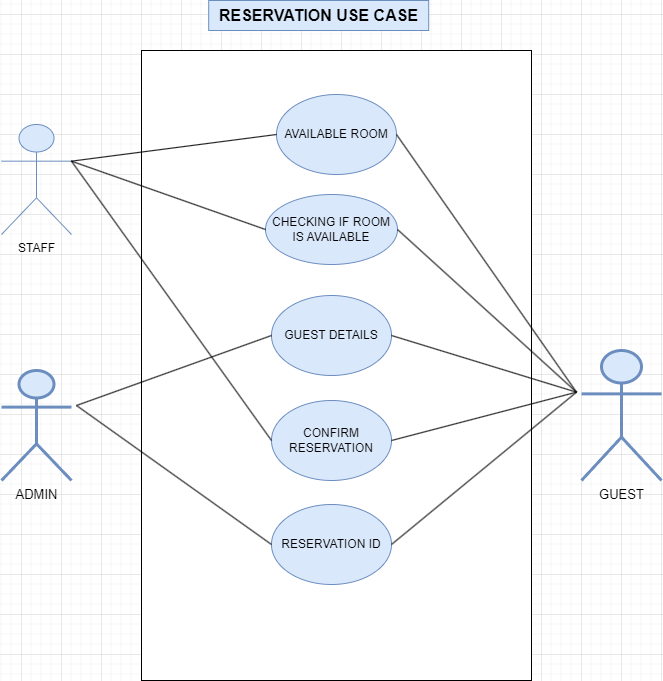 RESERVATION USE CASE
AVAILABLE ROOM
CHECKING IF ROOM
IS AVAILABLE
STAFF
GUEST DETAILS
CONFIRM
RESERVATION
ADMIN
GUEST
RESERVATION ID